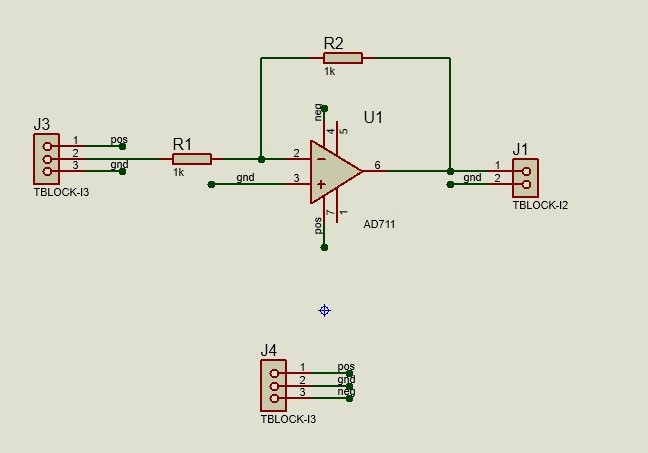 R2
1k
neg
4
5
U1
J3
1
pos
2
3
gnd
TBLOCK-I3
R1
1k
2
3
gnd
6
pos
7
1
AD711
J1
1
gnd
2
TBLOCK-I2
J4
1
pos
2
gnd
3
neg
TBLOCK-I3